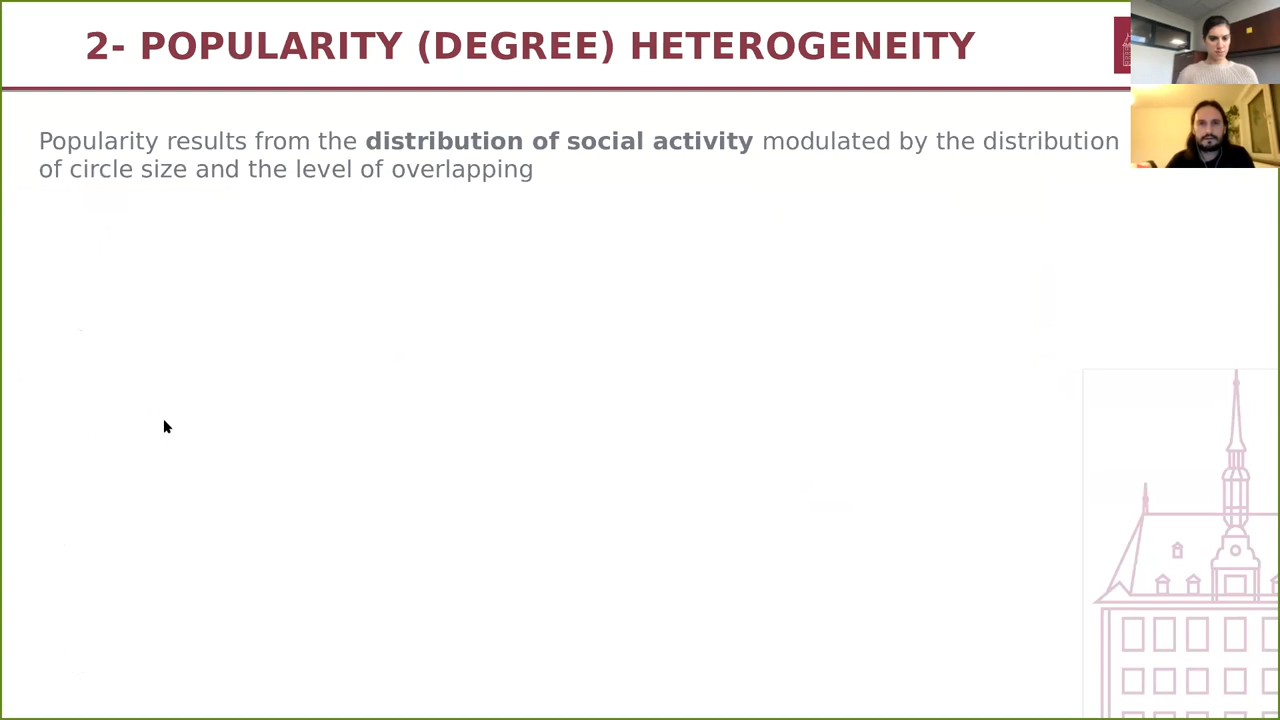 2- POPULARITY (DEGREE) HETEROGENEITY
Popularity results from the distribution of social activity modulated by the distribution
of circle size and the level of overlapping